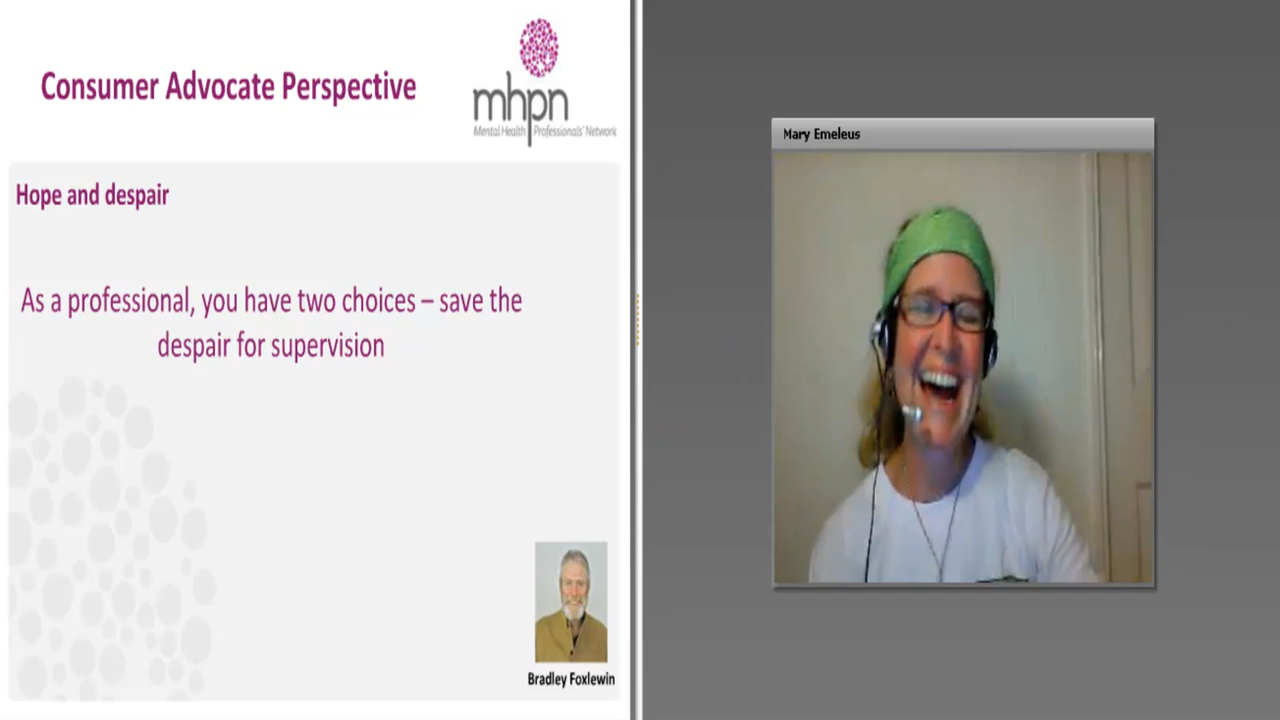 Consumer Advocate Perspective
mhpn
Mental Health Professionals' Network
Hope and despair
As a professional, you have two choices – save the
despair for supervision
Bradley Foxlewin
Mary Emeleus